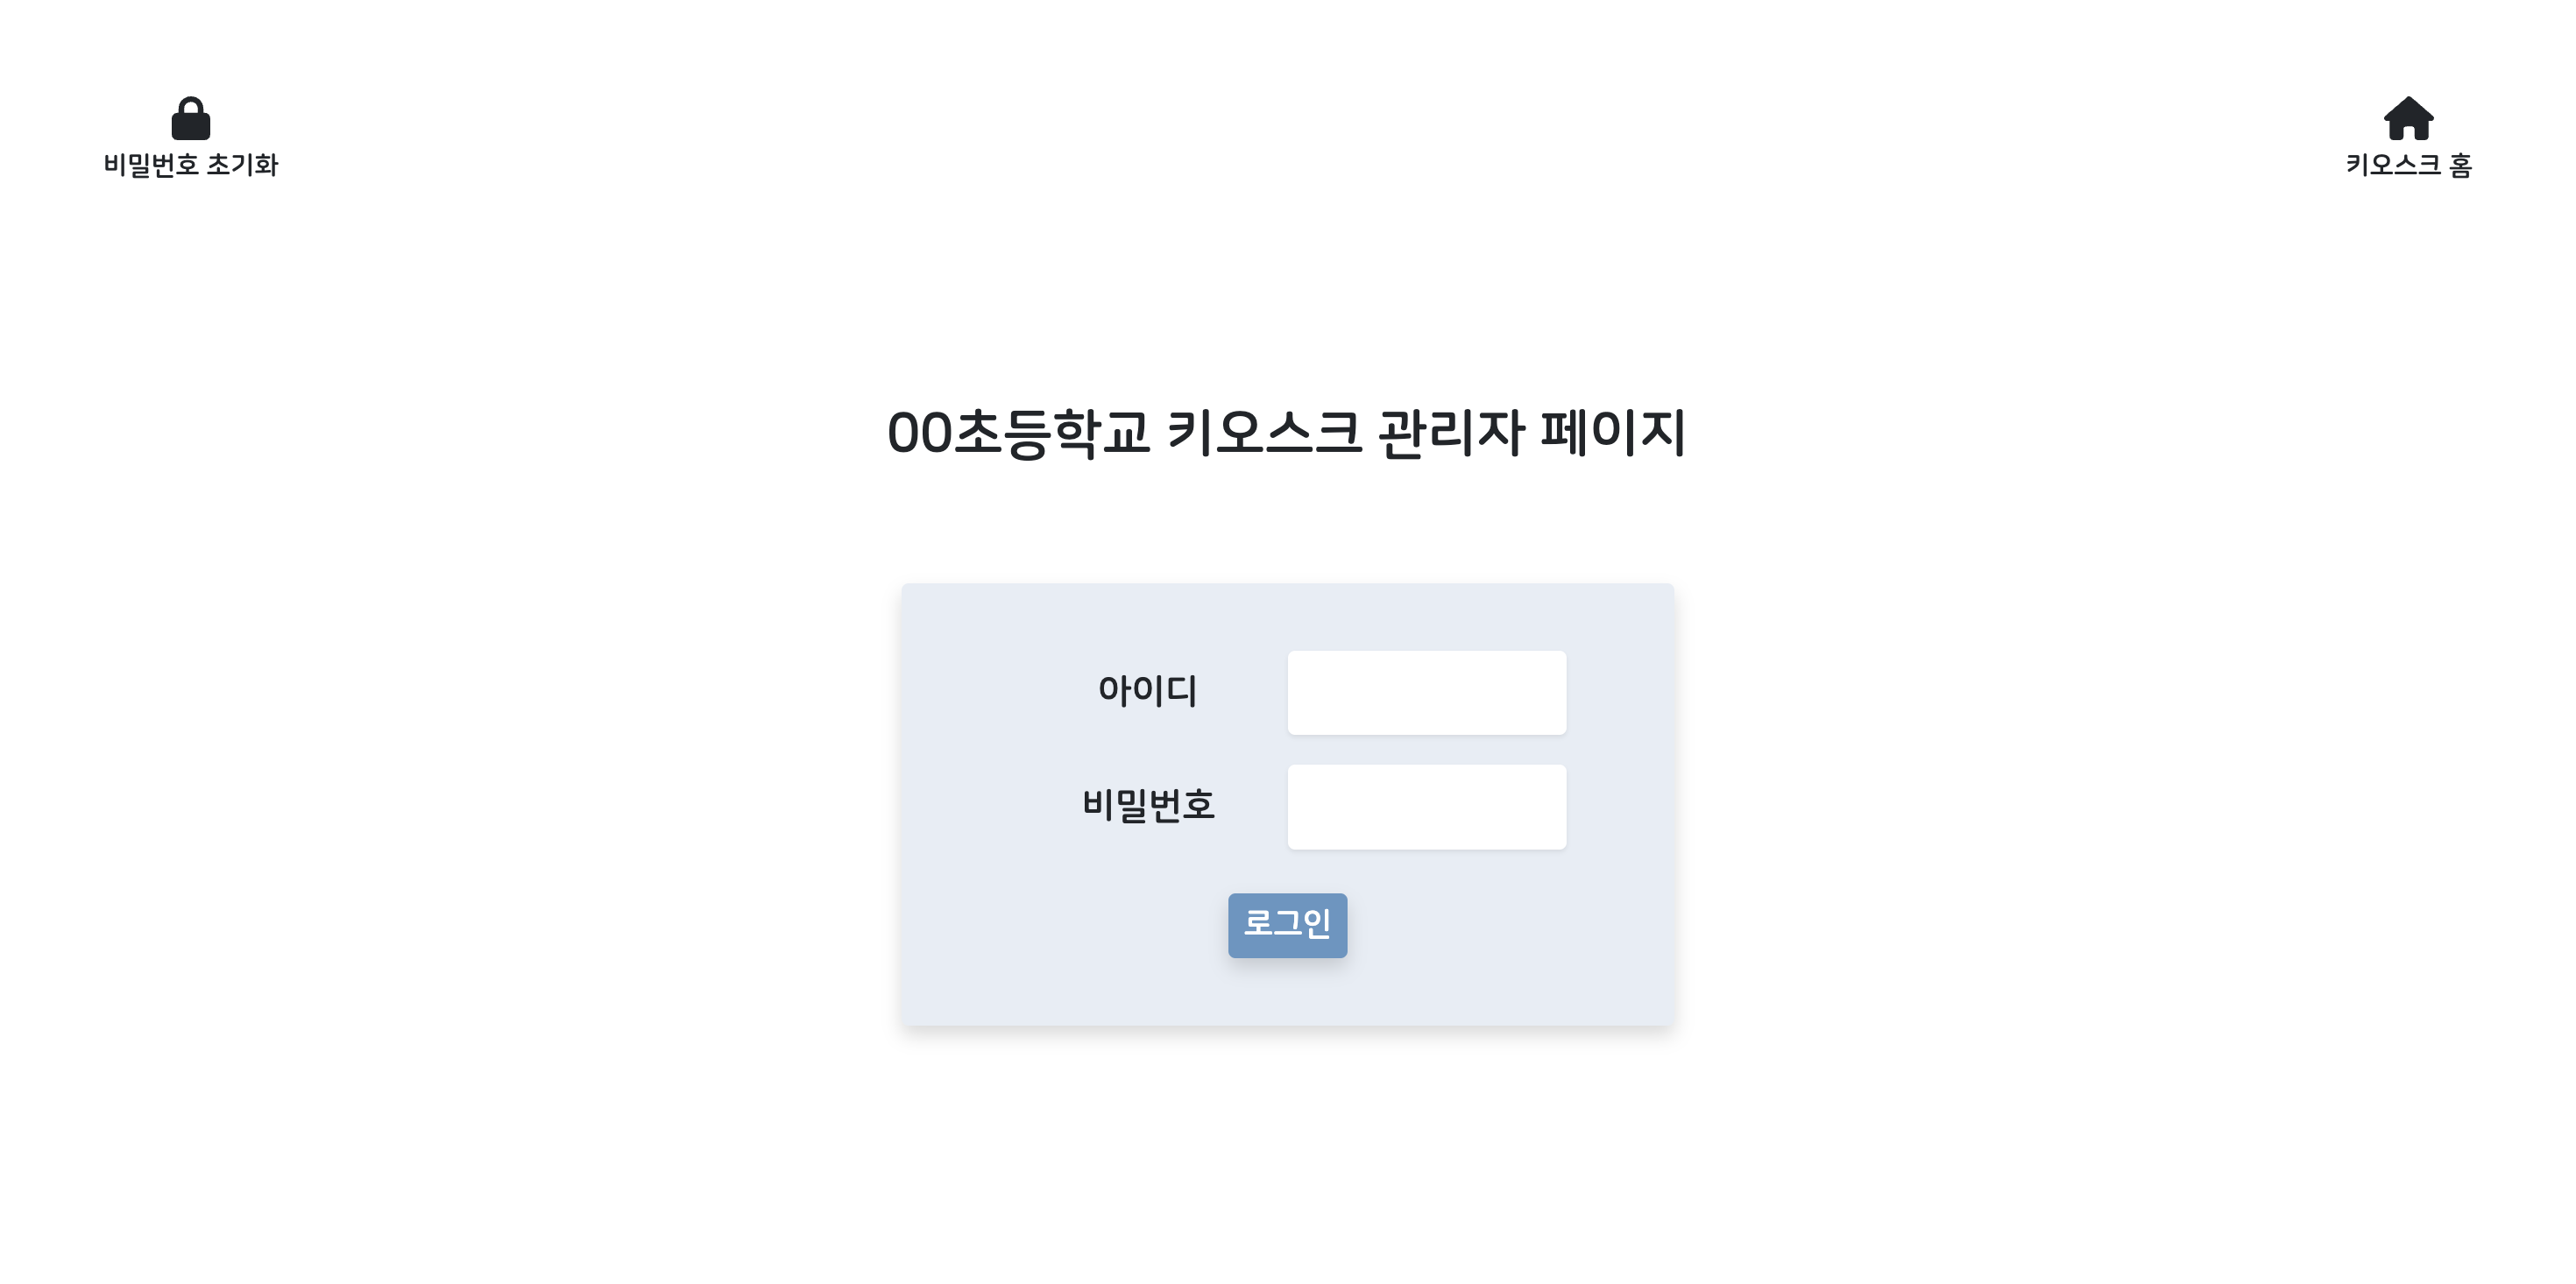 비밀번호 초기화
키오스크 홈
00초등학교 키오스크 관리자 페이지
아이디
비밀번호
로그인